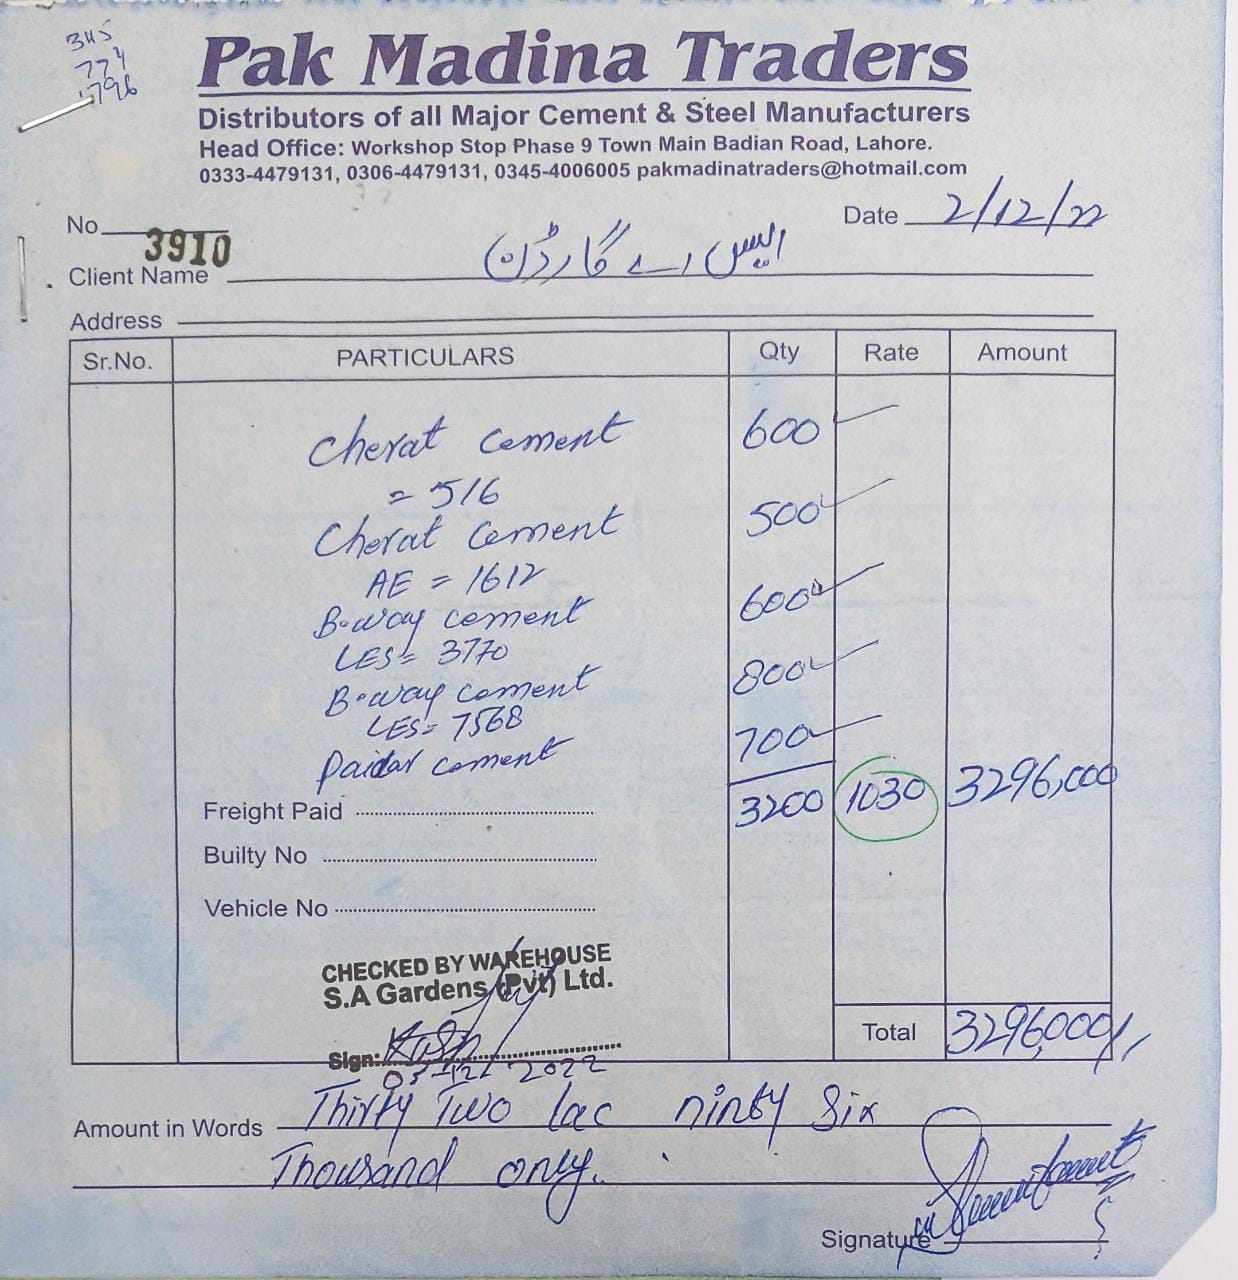 345
774
796
Pak Madina Traders
Distributors of all Major Cement & Steel Manufacturers
Head Office: Workshop Stop Phase 9 Town Main Badian Road, Lahore.
0333-4479131, 0306-4479131, 0345-4006005 pakmadinatraders@hotmail.com
No 3910
Date 2/12/22
Client Name ایس اے گارڈن
Address
Sr.No. PARTICULARS Qty Rate Amount
Cherat Cement 600
= 516
Cherat Cement 500
AE = 1612
B-way cement 600
LES= 3770
B-way cement 800
LES= 7568
Paidar cement 700
3200 1030 3296,000
Freight Paid
Builty No
Vehicle No
CHECKED BY WAREHOUSE
S.A Gardens (Pvt) Ltd.
Sign:
03-12-2022
Total 3296,000/,
Amount in Words Thirty Two lac ninty Six
Thousand only.
Signature